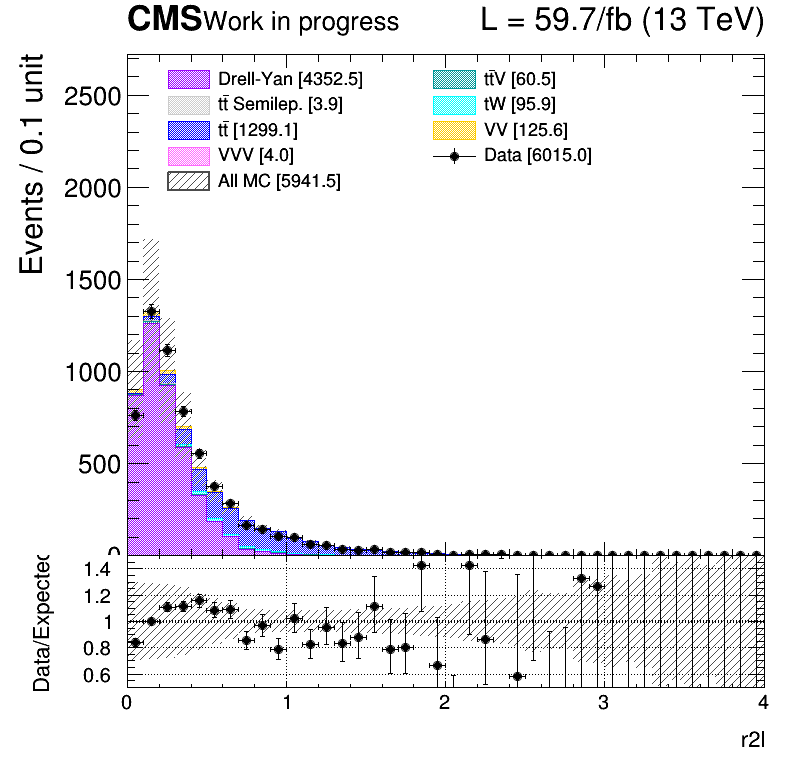 CMS Work in progress L = 59.7/fb (13 TeV)
Events / 0.1 unit
2500
2000
1500
1000
500
0
Drell-Yan [4352.5]
tt̄ Semilep. [3.9]
tt̄ [1299.1]
VVV [4.0]
All MC [5941.5]
tt̄V [60.5]
tW [95.9]
VV [125.6]
Data [6015.0]
Data/Expected
1.4
1.2
1
0.8
0.6
0 1 2 3 4
r2l